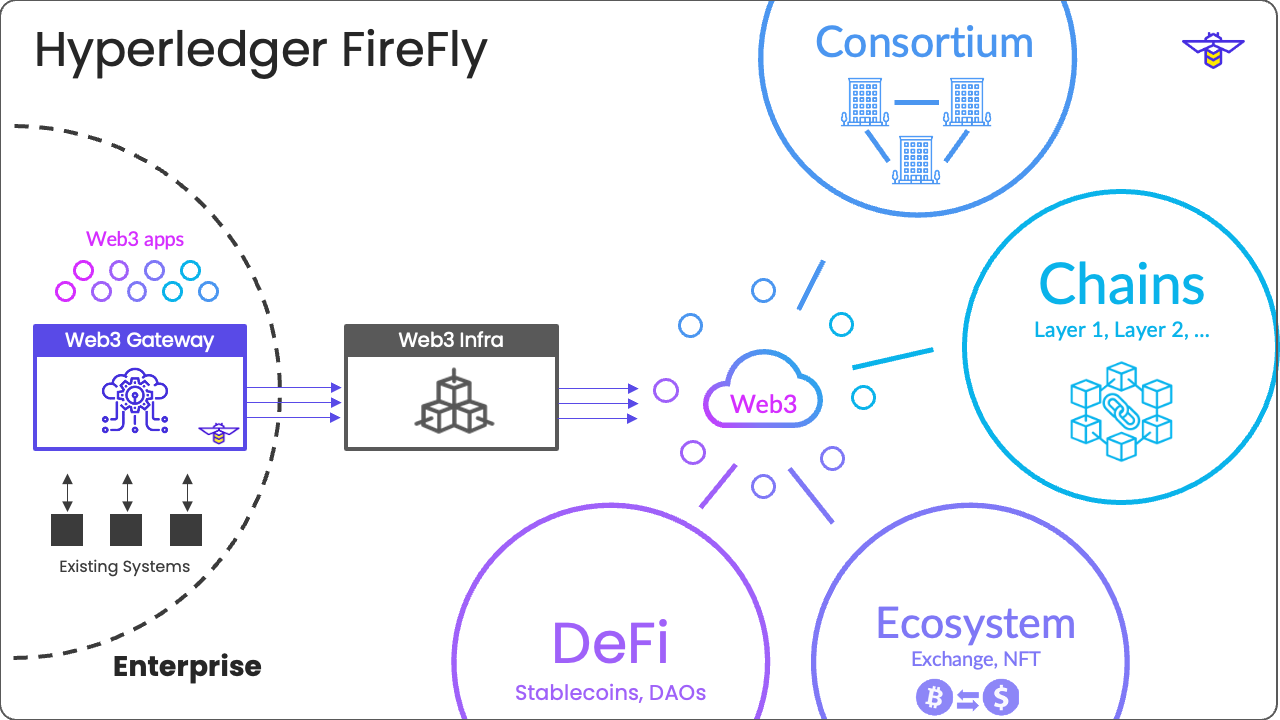 Hyperledger FireFly
Consortium
Web3 apps
Chains
Layer 1, Layer 2, ...
Web3 Gateway
Web3 Infra
Web3
Existing Systems
Enterprise
DeFi
Stablecoins, DAOs
Ecosystem
Exchange, NFT